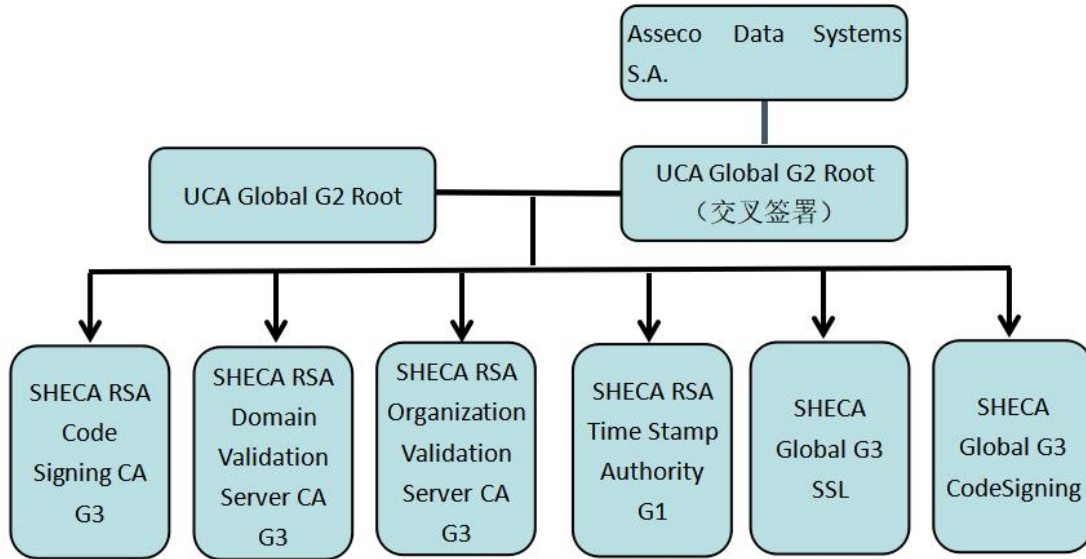 Asseco Data Systems
S.A.
UCA Global G2 Root
UCA Global G2 Root
（交叉签署）
SHECA RSA
Code
Signing CA
G3
SHECA RSA
Domain
Validation
Server CA
G3
SHECA RSA
Organization
Validation
Server CA
G3
SHECA RSA
Time Stamp
Authority
G1
SHECA
Global G3
SSL
SHECA
Global G3
CodeSigning